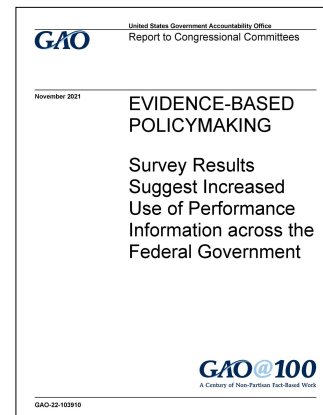 United States Government Accountability Office
GAO
Report to Congressional Committees
November 2021
EVIDENCE-BASED
POLICYMAKING
Survey Results
Suggest Increased
Use of Performance
Information across the
Federal Government
GAO@100
A Century of Non-Partisan Fact-Based Work
GAO-22-103910